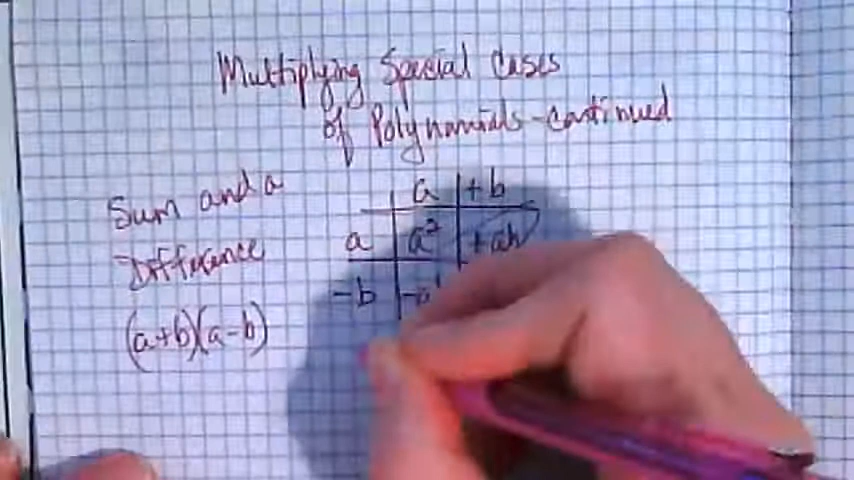 Multiplying Special Cases
of Polynomials-continued
Sum and a
Difference
(a+b)(a-b)
a +b
a a² +ab
-b